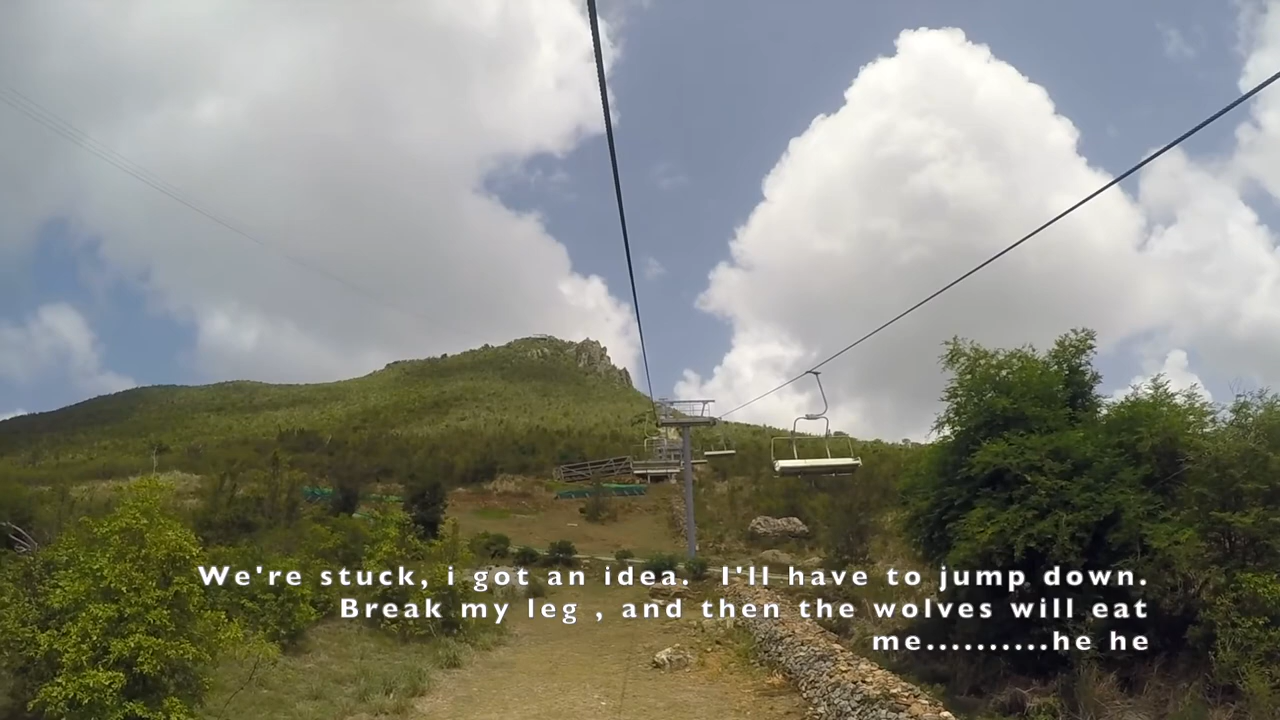 We're stuck, i got an idea.  I'll have to jump down.
Break my leg , and then the wolves will eat
me..........he he